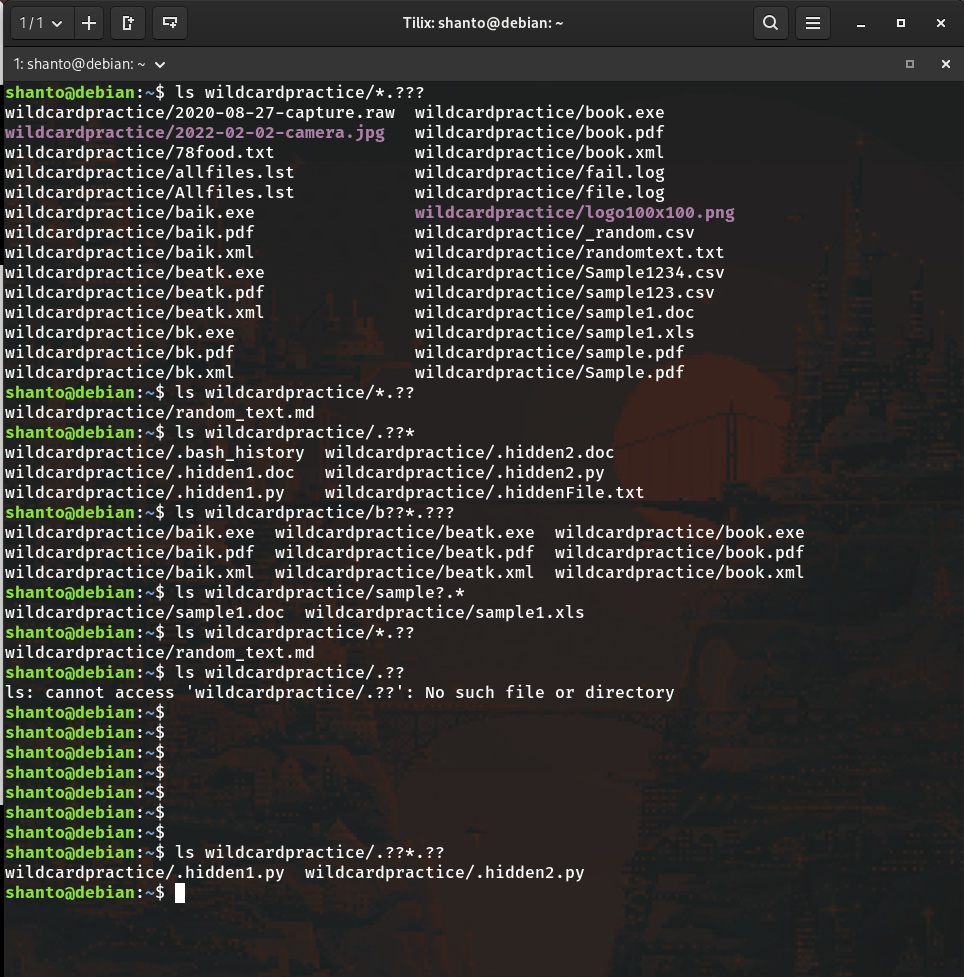 1 / 1
Tilix: shanto@debian: ~
1: shanto@debian: ~
shanto@debian:~$ ls wildcardpractice/*.???
wildcardpractice/2020-08-27-capture.raw  wildcardpractice/book.exe
wildcardpractice/2022-02-02-camera.jpg   wildcardpractice/book.pdf
wildcardpractice/78food.txt              wildcardpractice/book.xml
wildcardpractice/allfiles.lst            wildcardpractice/fail.log
wildcardpractice/Allfiles.lst            wildcardpractice/file.log
wildcardpractice/baik.exe                wildcardpractice/logo100x100.png
wildcardpractice/baik.pdf                wildcardpractice/_random.csv
wildcardpractice/baik.xml                wildcardpractice/randomtext.txt
wildcardpractice/beatk.exe               wildcardpractice/Sample1234.csv
wildcardpractice/beatk.pdf               wildcardpractice/sample123.csv
wildcardpractice/beatk.xml               wildcardpractice/sample1.doc
wildcardpractice/bk.exe                  wildcardpractice/sample1.xls
wildcardpractice/bk.pdf                  wildcardpractice/sample.pdf
wildcardpractice/bk.xml                  wildcardpractice/Sample.pdf
shanto@debian:~$ ls wildcardpractice/*.??
wildcardpractice/random_text.md
shanto@debian:~$ ls wildcardpractice/.??*
wildcardpractice/.bash_history  wildcardpractice/.hidden2.doc
wildcardpractice/.hidden1.doc   wildcardpractice/.hidden2.py
wildcardpractice/.hidden1.py    wildcardpractice/.hiddenFile.txt
shanto@debian:~$ ls wildcardpractice/b??*.???
wildcardpractice/baik.exe  wildcardpractice/beatk.exe  wildcardpractice/book.exe
wildcardpractice/baik.pdf  wildcardpractice/beatk.pdf  wildcardpractice/book.pdf
wildcardpractice/baik.xml  wildcardpractice/beatk.xml  wildcardpractice/book.xml
shanto@debian:~$ ls wildcardpractice/sample?.*
wildcardpractice/sample1.doc  wildcardpractice/sample1.xls
shanto@debian:~$ ls wildcardpractice/*.??
wildcardpractice/random_text.md
shanto@debian:~$ ls wildcardpractice/.??
ls: cannot access 'wildcardpractice/.??': No such file or directory
shanto@debian:~$
shanto@debian:~$
shanto@debian:~$
shanto@debian:~$
shanto@debian:~$
shanto@debian:~$
shanto@debian:~$
shanto@debian:~$ ls wildcardpractice/.??*.??
wildcardpractice/.hidden1.py  wildcardpractice/.hidden2.py
shanto@debian:~$